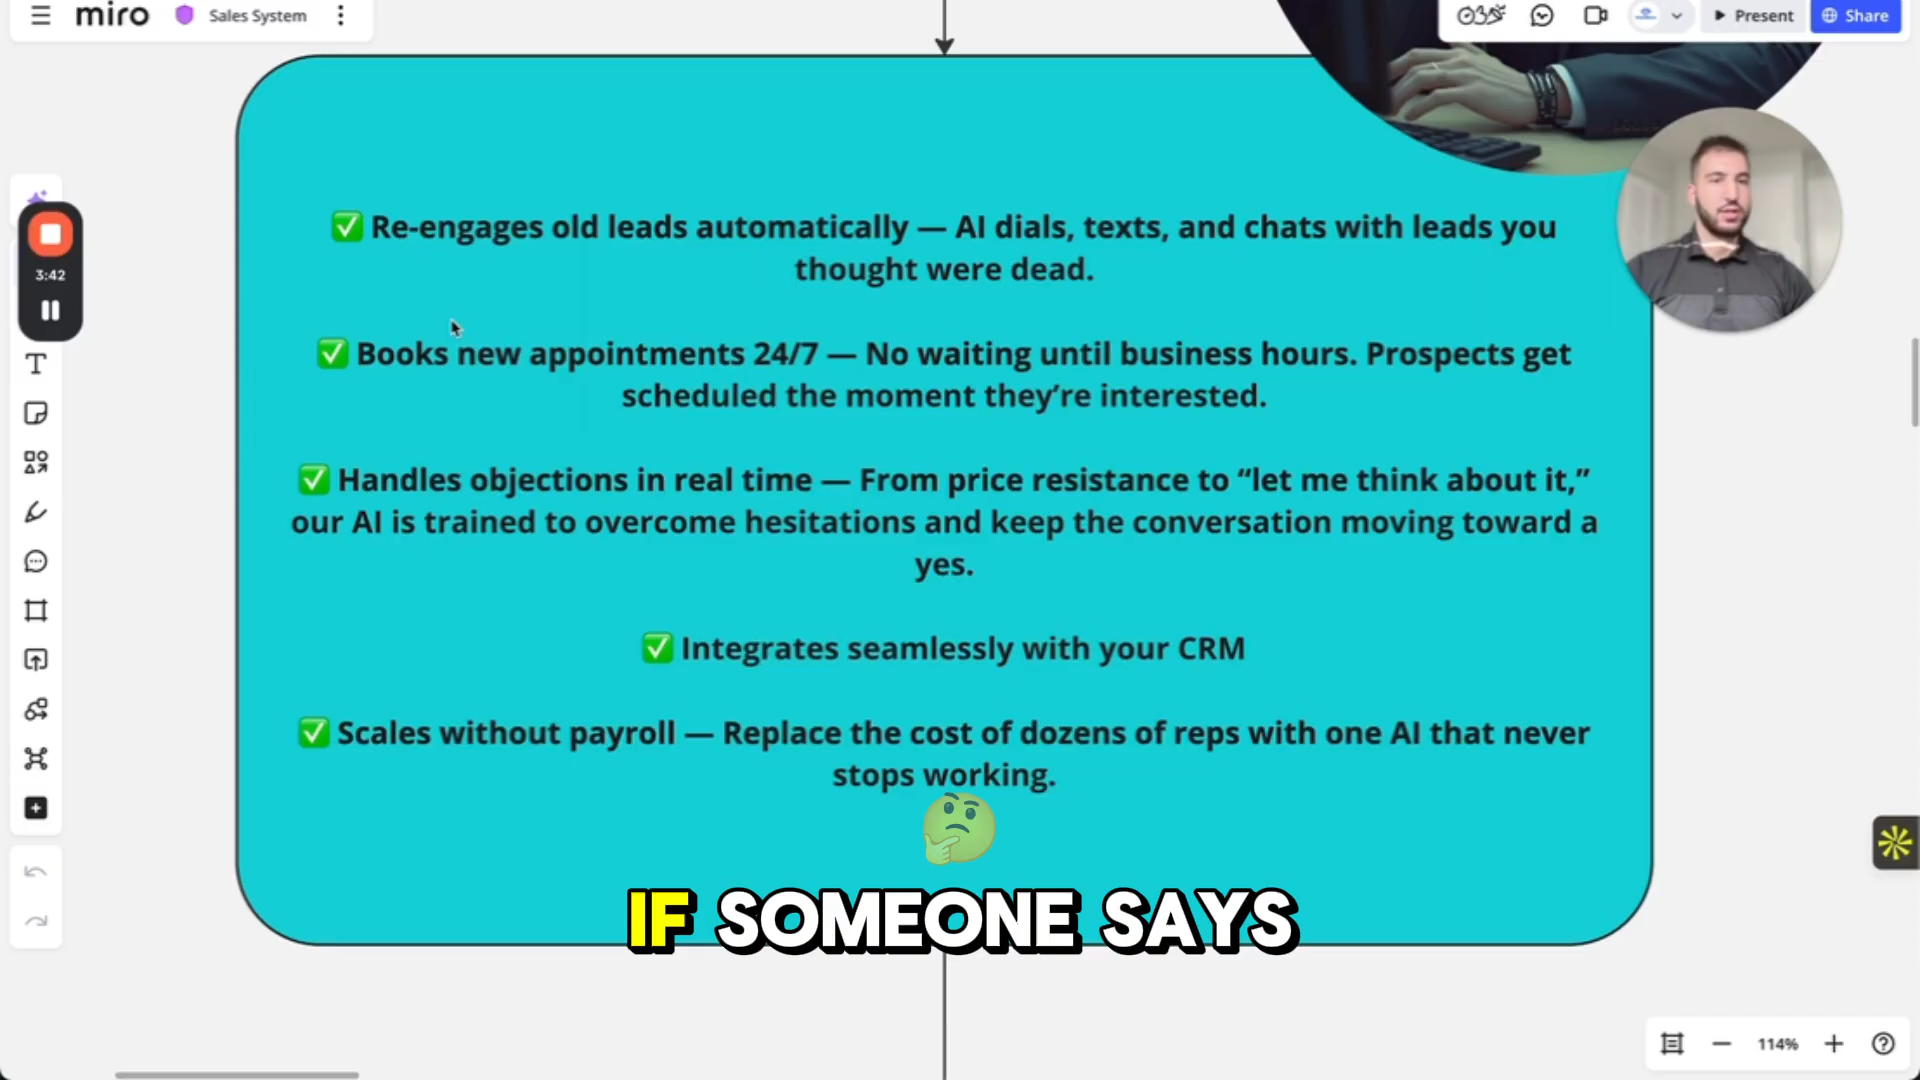 miro
Sales System
Present
Share
3:42
✅ Re-engages old leads automatically — AI dials, texts, and chats with leads you
thought were dead.
✅ Books new appointments 24/7 — No waiting until business hours. Prospects get
scheduled the moment they’re interested.
✅ Handles objections in real time — From price resistance to “let me think about it,”
our AI is trained to overcome hesitations and keep the conversation moving toward a
yes.
✅ Integrates seamlessly with your CRM
✅ Scales without payroll — Replace the cost of dozens of reps with one AI that never
stops working.
IF SOMEONE SAYS
114%